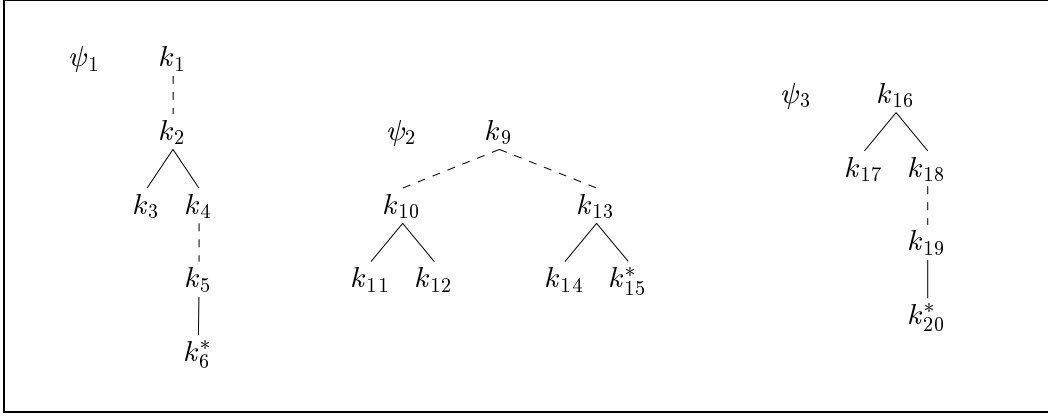 ψ₁ k₁
k₂
k₃ k₄
k₅
k₆*
ψ₂ k₉
k₁₀ k₁₃
k₁₁ k₁₂ k₁₄ k₁₅*
ψ₃ k₁₆
k₁₇ k₁₈
k₁₉
k₂₀*